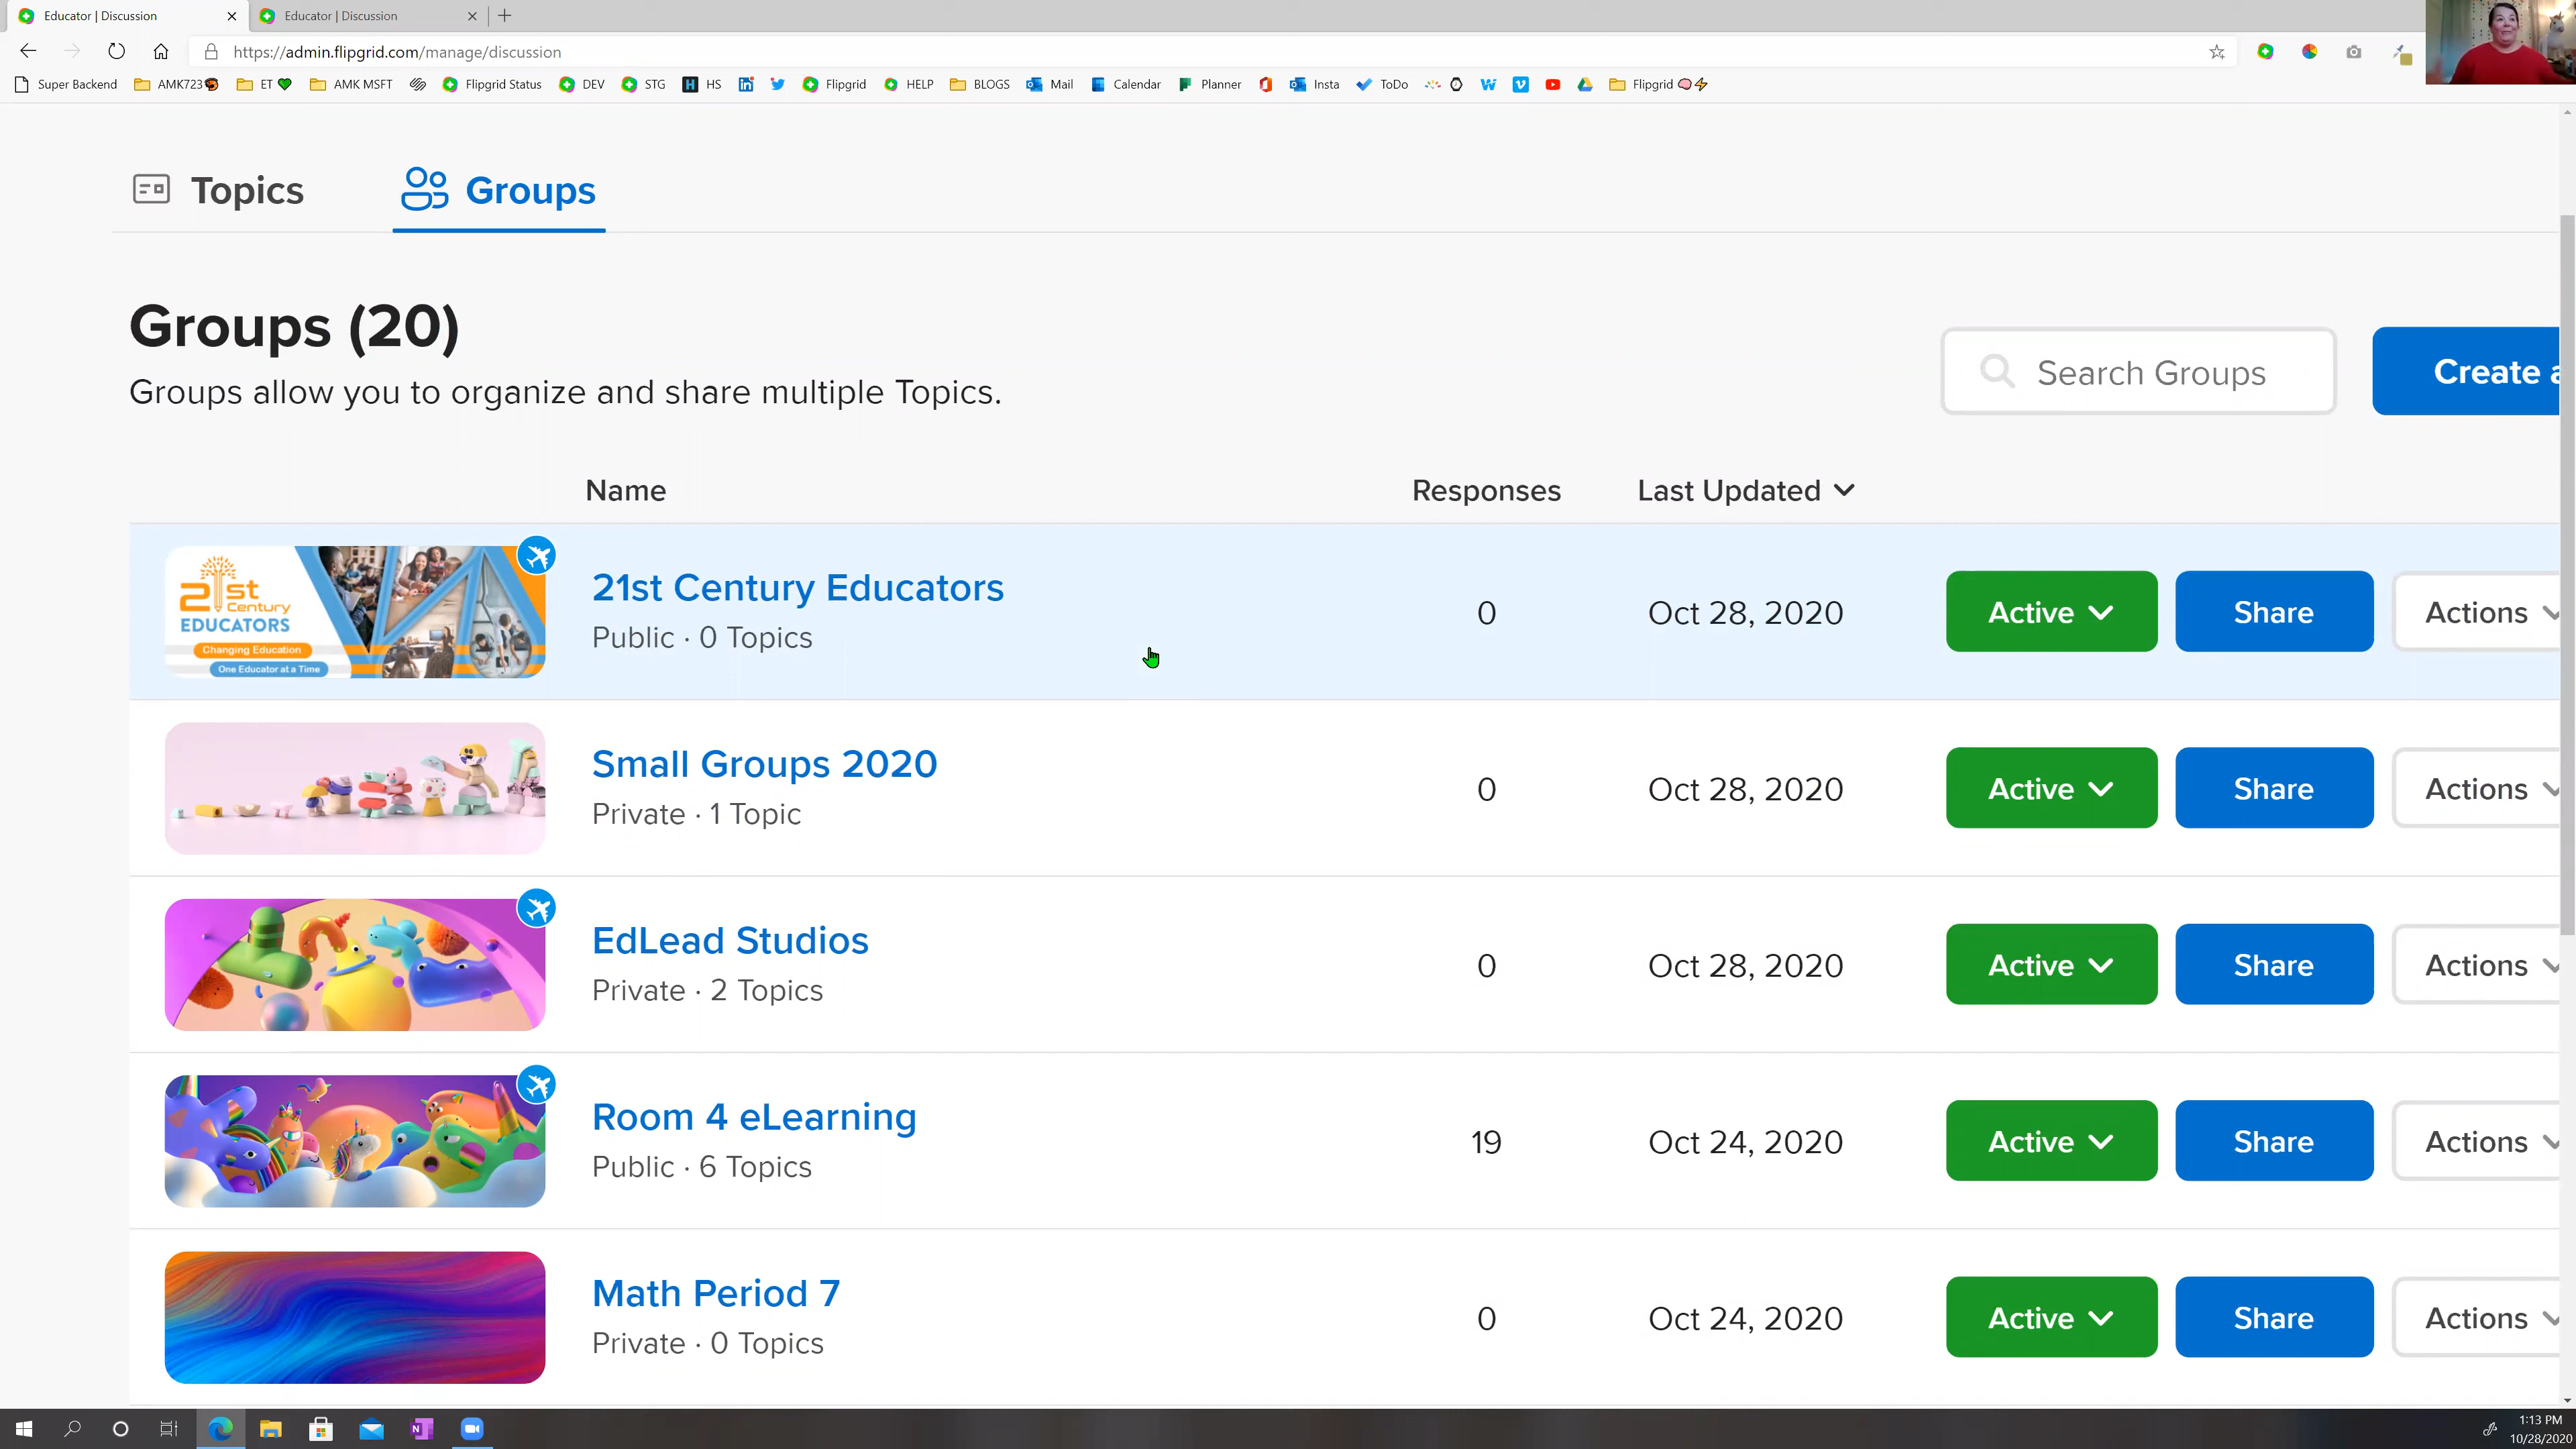 Educator | Discussion
Educator | Discussion
https://admin.flipgrid.com/manage/discussion
Super Backend AMK723 ET AMK MSFT Flipgrid Status DEV STG HS Flipgrid HELP BLOGS Mail Calendar Planner Insta ToDo Flipgrid
Topics
Groups
Groups (20)
Groups allow you to organize and share multiple Topics.
Search Groups
Create a
Name Responses Last Updated
21st Century EDUCATORS
Changing Education
One Educator at a Time
21st Century Educators
Public · 0 Topics
0 Oct 28, 2020 Active Share Actions
Small Groups 2020
Private · 1 Topic
0 Oct 28, 2020 Active Share Actions
EdLead Studios
Private · 2 Topics
0 Oct 28, 2020 Active Share Actions
Room 4 eLearning
Public · 6 Topics
19 Oct 24, 2020 Active Share Actions
Math Period 7
Private · 0 Topics
0 Oct 24, 2020 Active Share Actions
1:13 PM
10/28/2020